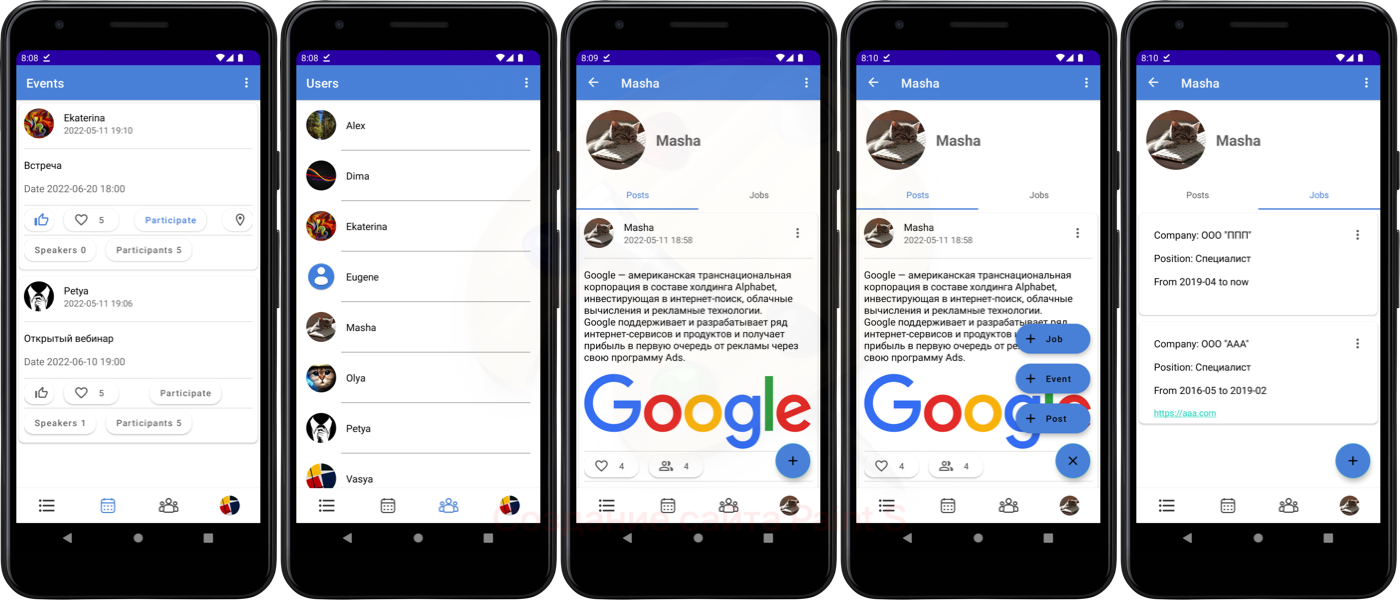 8:08
Events
Ekaterina
2022-05-11 19:10
Встреча
Date 2022-06-20 18:00
5
Participate
Speakers 0
Participants 5
Petya
2022-05-11 19:06
Открытый вебинар
Date 2022-06-10 19:00
5
Participate
Speakers 1
Participants 5
8:08
Users
Alex
Dima
Ekaterina
Eugene
Masha
Olya
Petya
Vasya
8:09
Masha
Masha
Posts
Jobs
Masha
2022-05-11 18:58
Google — американская транснациональная
корпорация в составе холдинга Alphabet,
инвестирующая в интернет-поиск, облачные
вычисления и рекламные технологии.
Google поддерживает и разрабатывает ряд
интернет-сервисов и продуктов и получает
прибыль в первую очередь от рекламы через
свою программу Ads.
Google
4
4
8:10
Masha
Masha
Posts
Jobs
Masha
2022-05-11 18:58
Google — американская транснациональная
корпорация в составе холдинга Alphabet,
инвестирующая в интернет-поиск, облачные
вычисления и рекламные технологии.
Google поддерживает и разрабатывает ряд
интернет-сервисов и продуктов и
прибыль в первую очередь от
свою программу Ads.
Google
+ Job
+ Event
+ Post
4
4
8:10
Masha
Masha
Posts
Jobs
Company: ООО "ППП"
Position: Специалист
From 2019-04 to now
Company: ООО "ААА"
Position: Специалист
From 2016-05 to 2019-02
https://aaa.com
Создание сайта Paint S